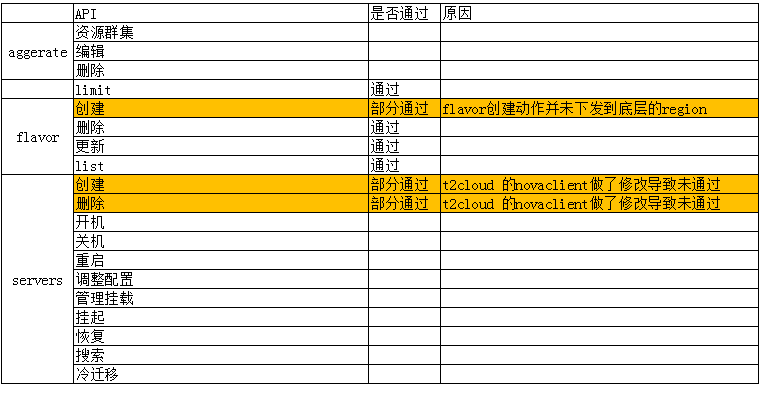 API 是否通过 原因
aggerate
资源群集
编辑
删除
limit 通过
flavor
创建 部分通过 flavor创建动作并未下发到底层的region
删除 通过
更新 通过
list 通过
servers
创建 部分通过 t2cloud 的novaclient做了修改导致未通过
删除 部分通过 t2cloud 的novaclient做了修改导致未通过
开机
关机
重启
调整配置
管理挂载
挂起
恢复
搜索
冷迁移